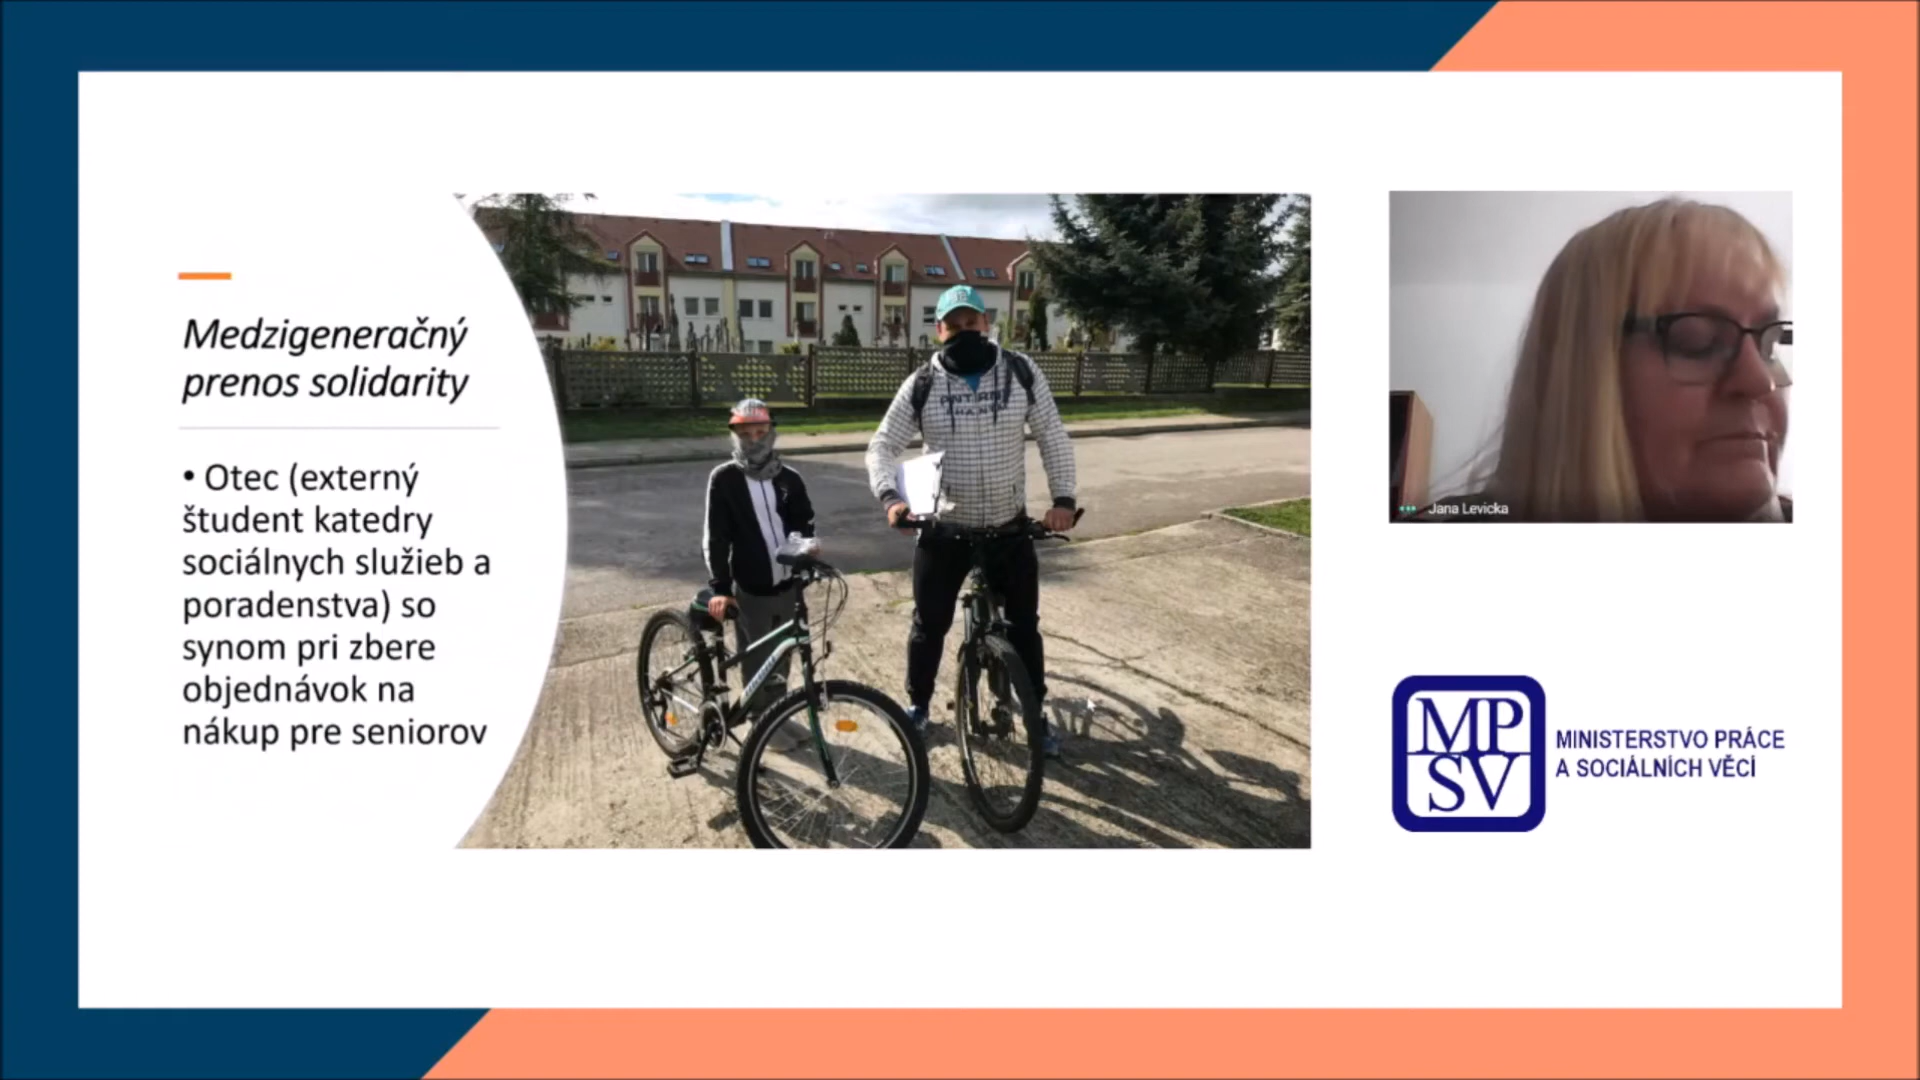 Medzigeneračný
prenos solidarity
• Otec (externý
študent katedry
sociálnych služieb a
poradenstva) so
synom pri zbere
objednávok na
nákup pre seniorov
Jana Levicka
MP
SV
MINISTERSTVO PRÁCE
A SOCIÁLNÍCH VĚCÍ